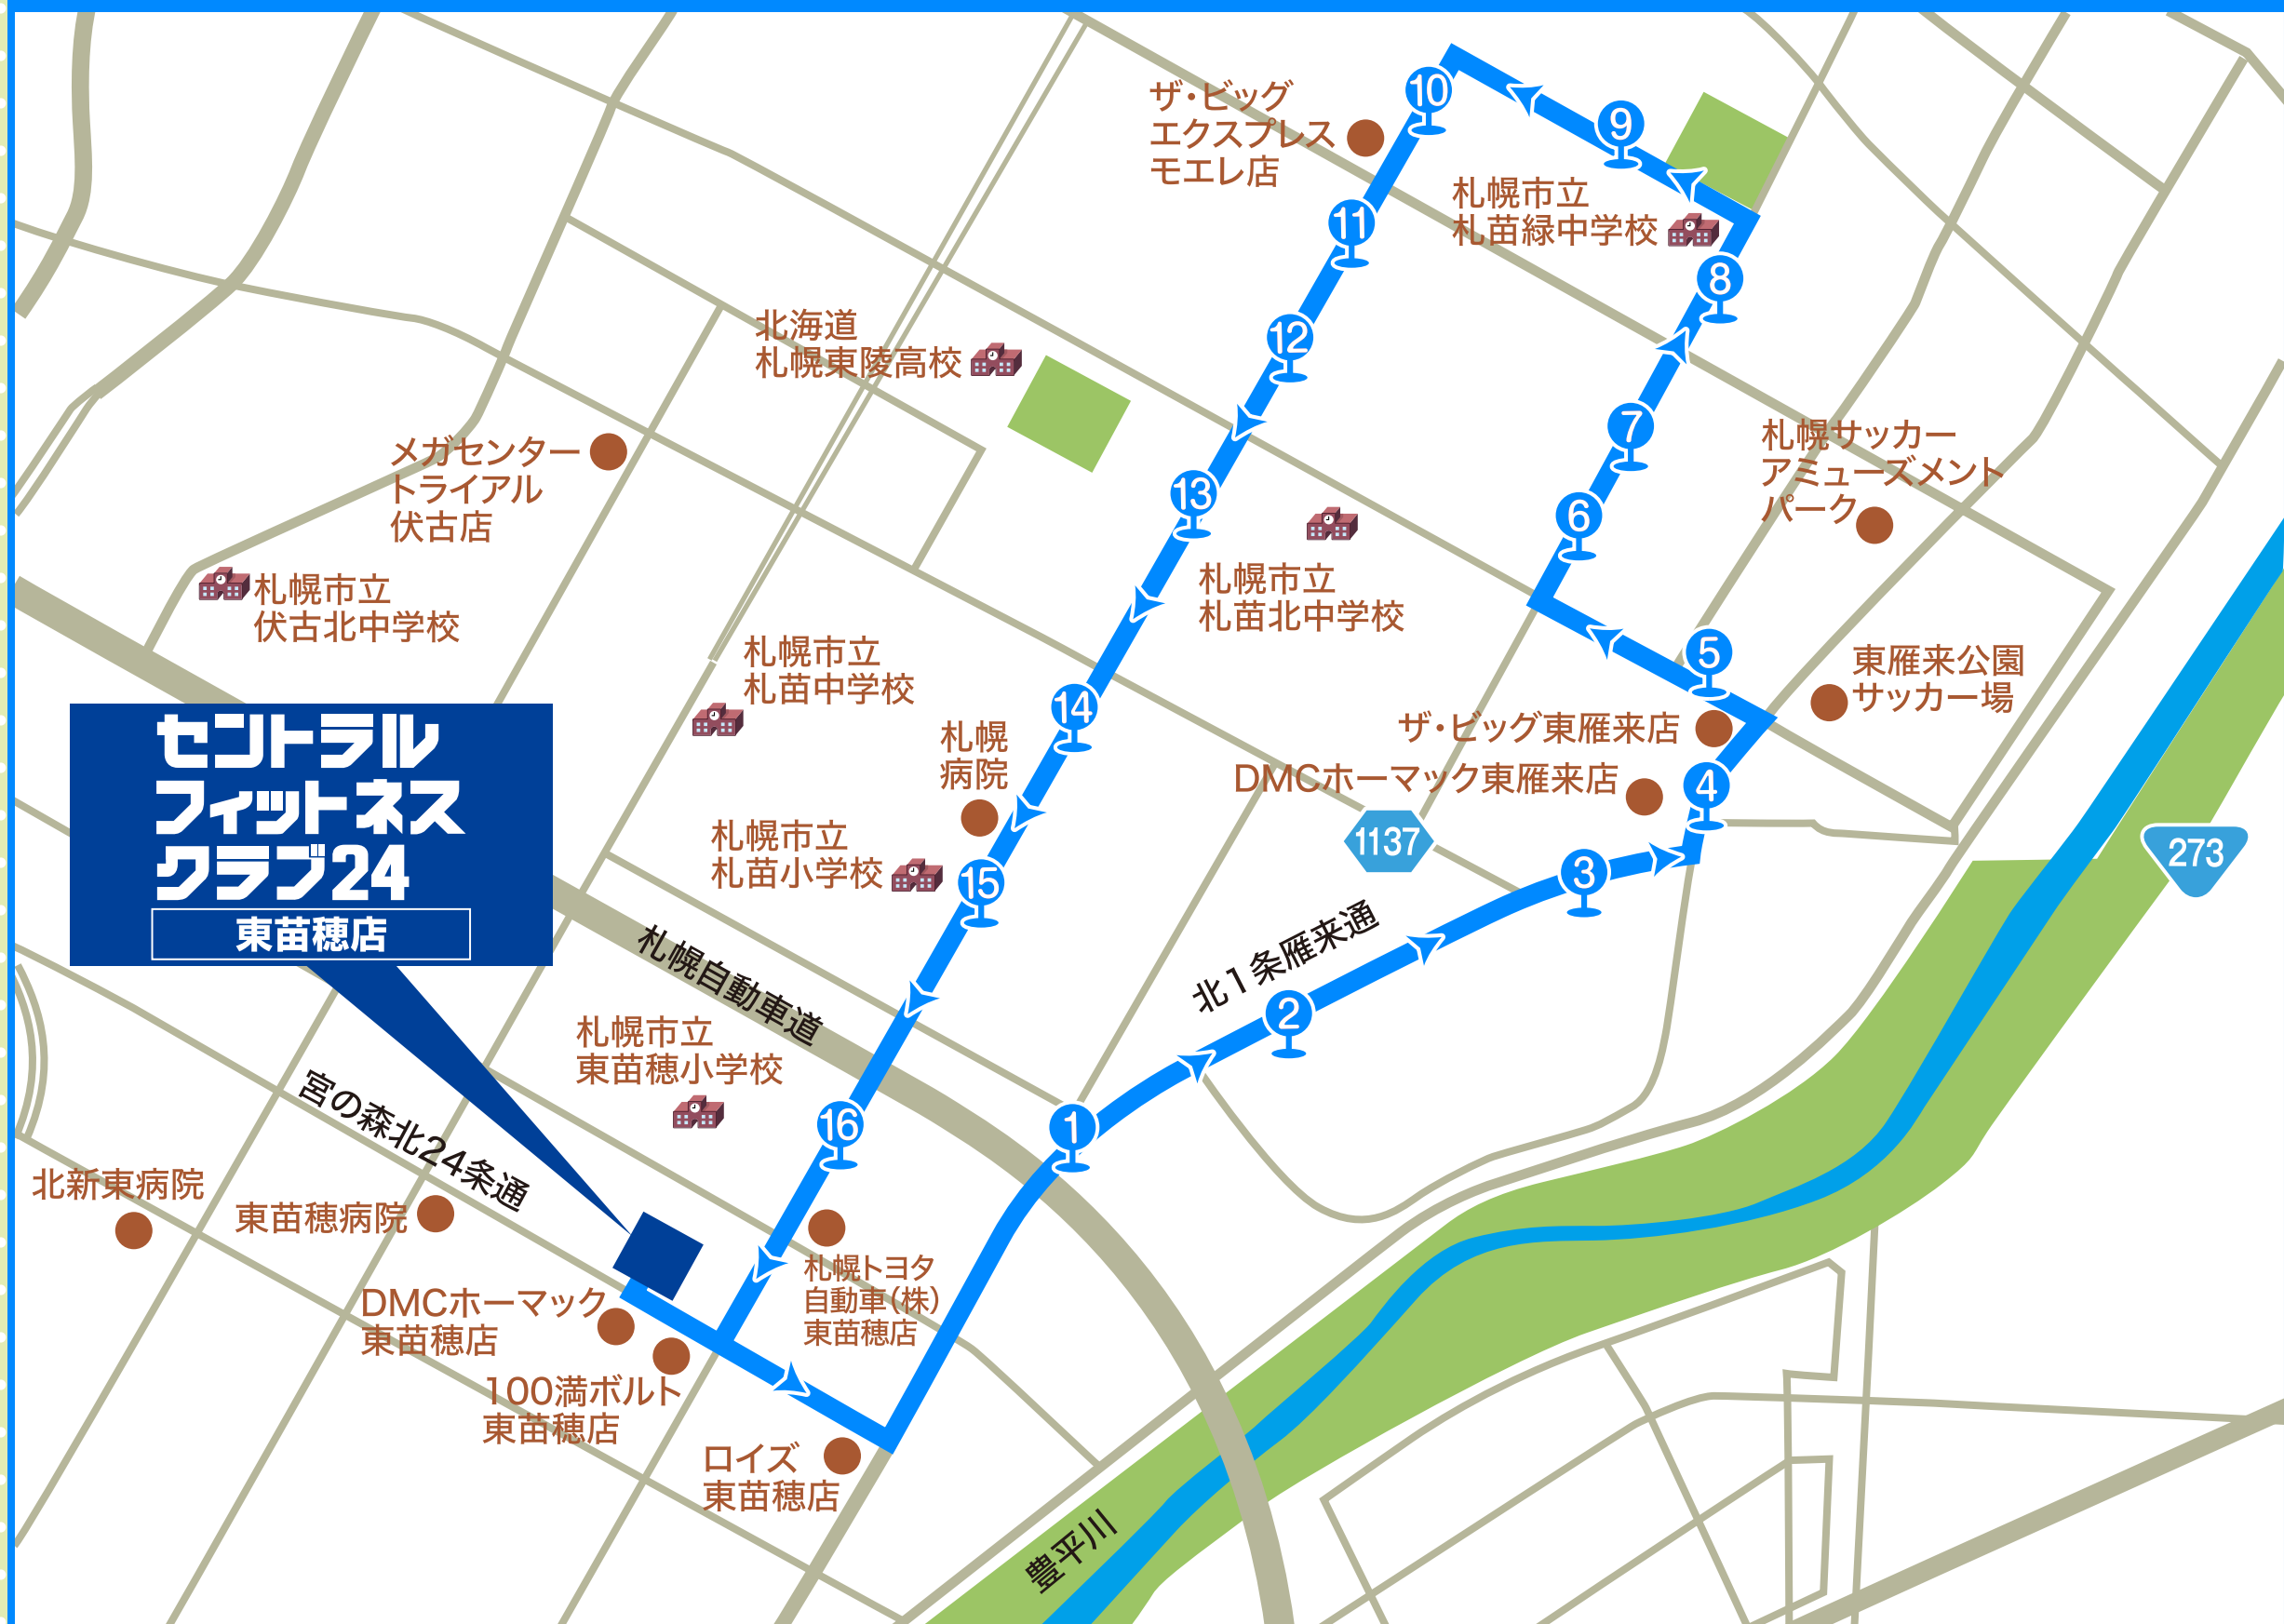 ザ・ビッグ
エクスプレス
モエレ店
10
9
札幌市立
札苗緑中学校
11
8
北海道
札幌東陵高校
12
7
メガセンター
トライアル
伏古店
13
6
札幌サッカー
アミューズメント
パーク
札幌市立
伏古北中学校
札幌市立
札苗北中学校
札幌市立
札苗中学校
5
東雁来公園
サッカー場
14
ザ・ビッグ東雁来店
セントラル
フィットネス
クラブ24
東苗穂店
札幌
病院
DMCホーマック東雁来店
4
札幌市立
札苗小学校
15
1137
3
273
札幌自動車道
北1条雁来通
2
札幌市立
東苗穂小学校
16
1
宮の森北24条通
北新東病院
東苗穂病院
札幌トヨタ
自動車(株)
東苗穂店
DMCホーマック
東苗穂店
100満ボルト
東苗穂店
ロイズ
東苗穂店
豊平川